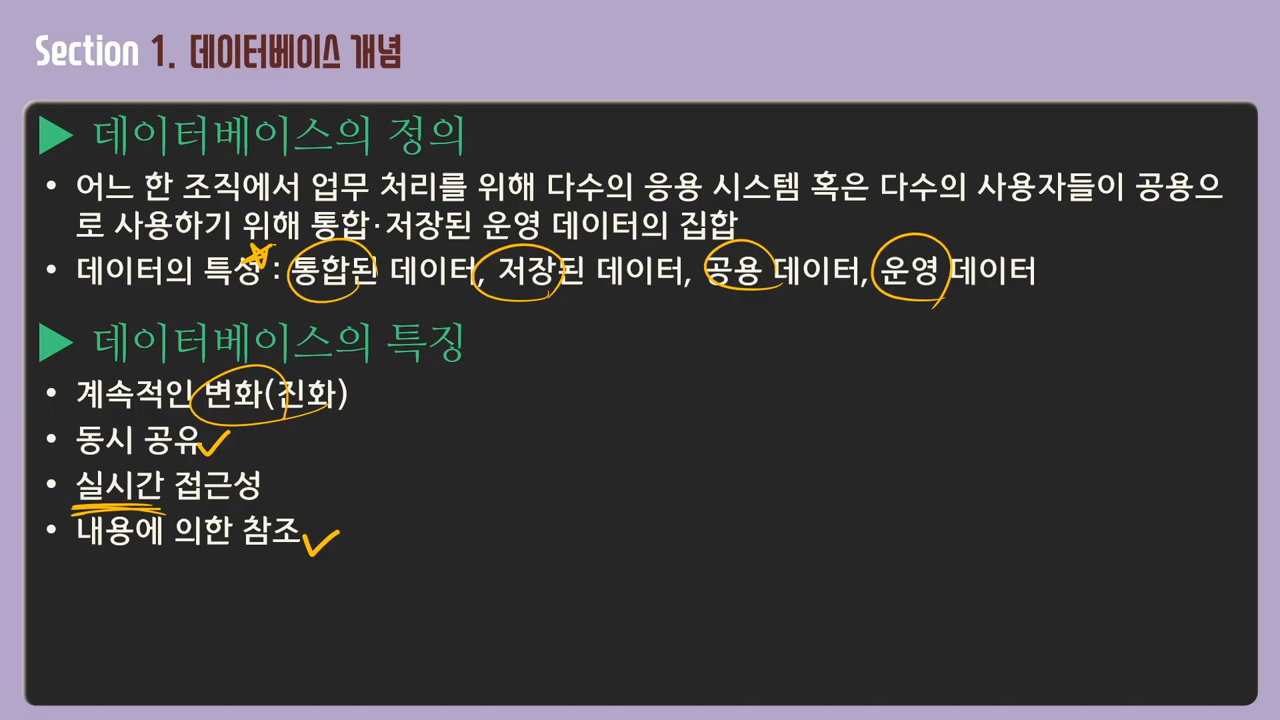 Section 1. 데이터베이스 개념
▶ 데이터베이스의 정의
• 어느 한 조직에서 업무 처리를 위해 다수의 응용 시스템 혹은 다수의 사용자들이 공용으
로 사용하기 위해 통합·저장된 운영 데이터의 집합
• 데이터의 특성 : 통합된 데이터, 저장된 데이터, 공용 데이터, 운영 데이터
▶ 데이터베이스의 특징
• 계속적인 변화(진화)
• 동시 공유
• 실시간 접근성
• 내용에 의한 참조